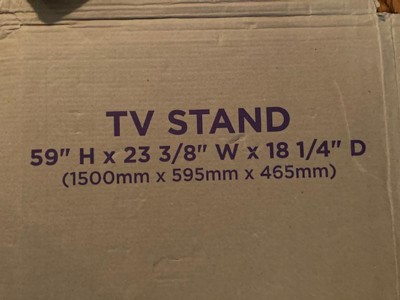 TV STAND
59" H x 23 3/8" W x 18 1/4" D
(1500mm x 595mm x 465mm)